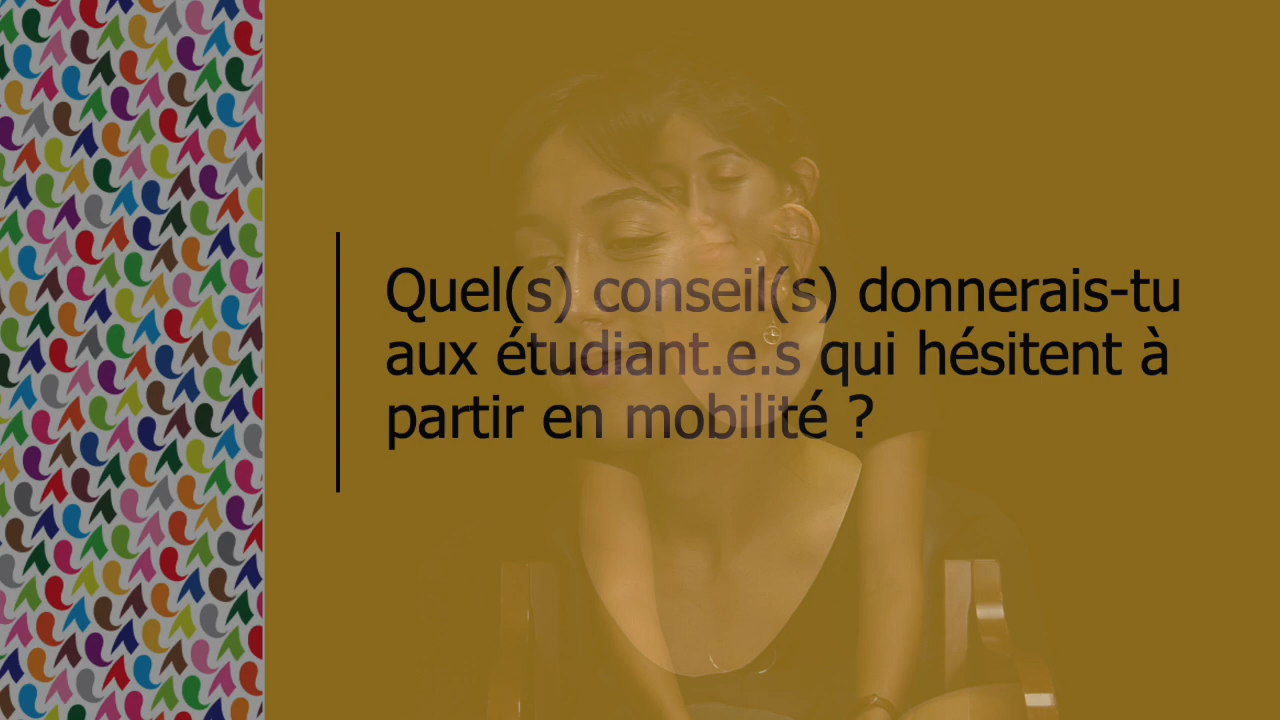 Quel(s) conseil(s) donnerais-tu
aux étudiant.e.s qui hésitent à
partir en mobilité ?